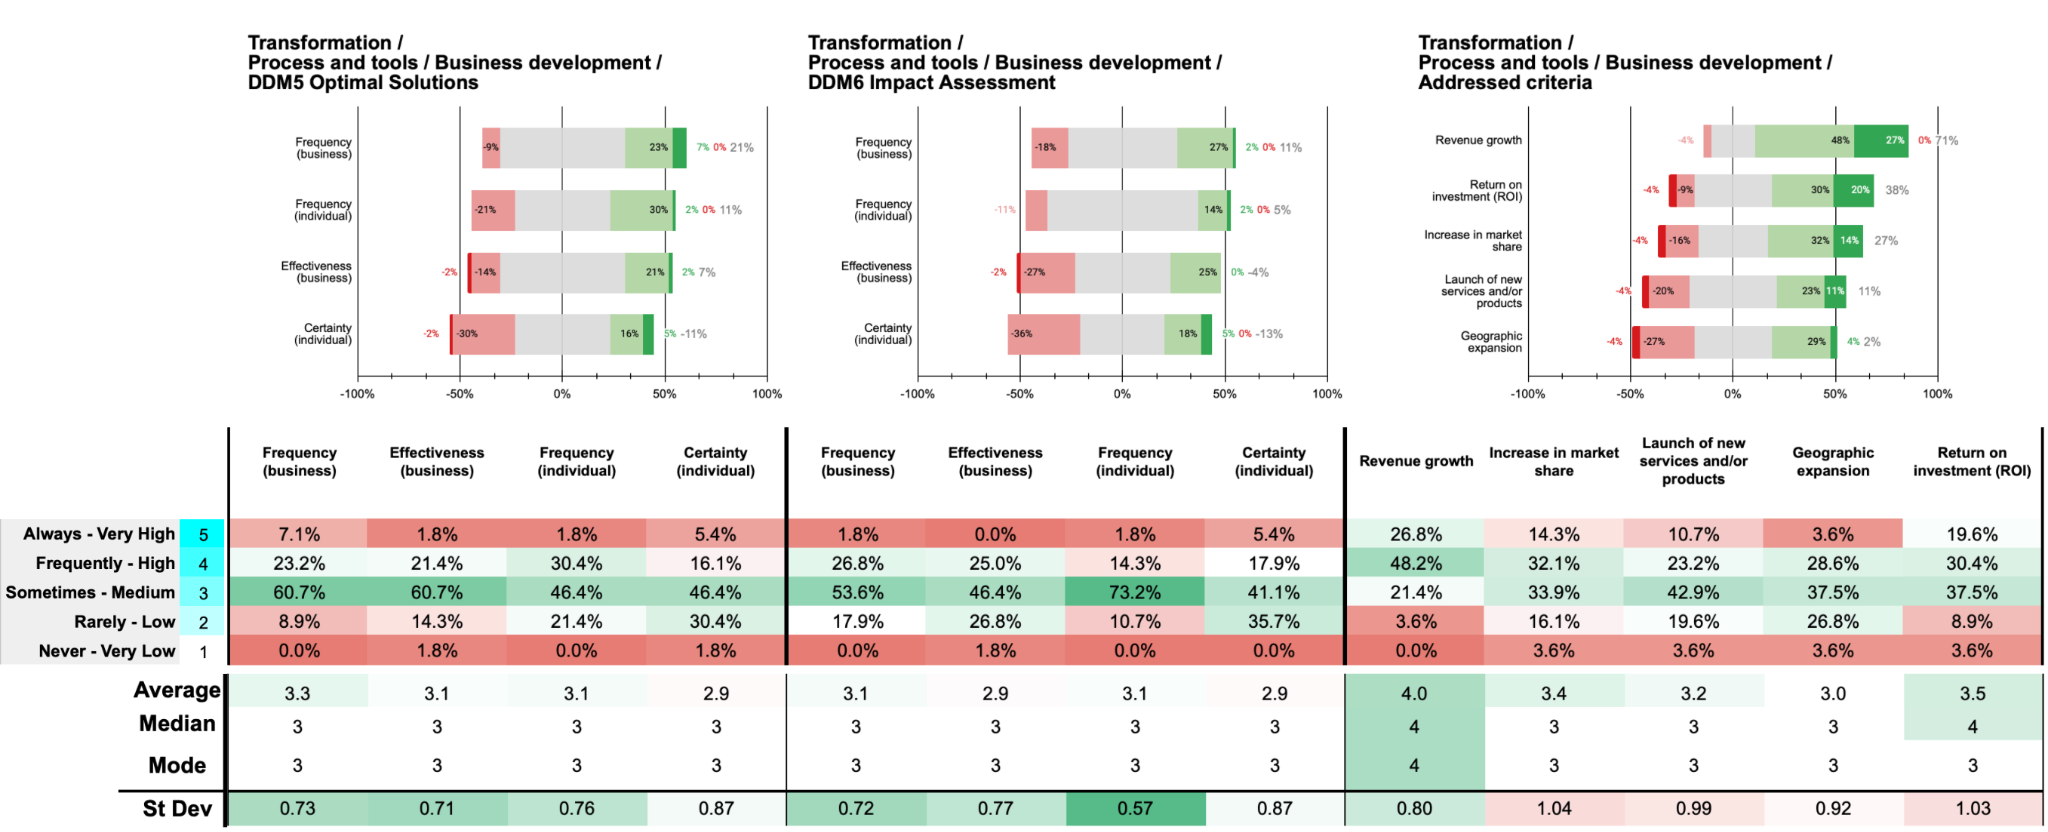 Transformation /
Process and tools / Business development /
DDM5 Optimal Solutions
Frequency
(business)
-9%
23%
7% 0% 21%
Frequency
(individual)
-21%
30%
2% 0% 11%
Effectiveness
(business)
-2%
-14%
21%
2% 7%
Certainty
(individual)
-2%
-30%
16%
5% -11%
-100% -50% 0% 50% 100%
Transformation /
Process and tools / Business development /
DDM6 Impact Assessment
Frequency
(business)
-18%
27%
2% 0% 11%
Frequency
(individual)
-11%
14%
2% 0% 5%
Effectiveness
(business)
-2%
-27%
25%
0% -4%
Certainty
(individual)
-36%
18%
5% 0% -13%
-100% -50% 0% 50% 100%
Transformation /
Process and tools / Business development /
Addressed criteria
Revenue growth
-4%
48%
27%
0% 71%
Return on
investment (ROI)
-4%
-9%
30%
20%
38%
Increase in market
share
-4%
-16%
32%
14%
27%
Launch of new
services and/or
products
-4%
-20%
23%
11%
11%
Geographic
expansion
-4%
-27%
29%
4% 2%
-100% -50% 0% 50% 100%
Frequency
(business)
Effectiveness
(business)
Frequency
(individual)
Certainty
(individual)
Frequency
(business)
Effectiveness
(business)
Frequency
(individual)
Certainty
(individual)
Revenue growth
Increase in market
share
Launch of new
services and/or
products
Geographic
expansion
Return on
investment (ROI)
Always - Very High 5 7.1% 1.8% 1.8% 5.4% 1.8% 0.0% 1.8% 5.4% 26.8% 14.3% 10.7% 3.6% 19.6%
Frequently - High 4 23.2% 21.4% 30.4% 16.1% 26.8% 25.0% 14.3% 17.9% 48.2% 32.1% 23.2% 28.6% 30.4%
Sometimes - Medium 3 60.7% 60.7% 46.4% 46.4% 53.6% 46.4% 73.2% 41.1% 21.4% 33.9% 42.9% 37.5% 37.5%
Rarely - Low 2 8.9% 14.3% 21.4% 30.4% 17.9% 26.8% 10.7% 35.7% 3.6% 16.1% 19.6% 26.8% 8.9%
Never - Very Low 1 0.0% 1.8% 0.0% 1.8% 0.0% 1.8% 0.0% 0.0% 0.0% 3.6% 3.6% 3.6% 3.6%
Average 3.3 3.1 3.1 2.9 3.1 2.9 3.1 2.9 4.0 3.4 3.2 3.0 3.5
Median 3 3 3 3 3 3 3 3 4 3 3 3 4
Mode 3 3 3 3 3 3 3 3 4 3 3 3 3
St Dev 0.73 0.71 0.76 0.87 0.72 0.77 0.57 0.87 0.80 1.04 0.99 0.92 1.03